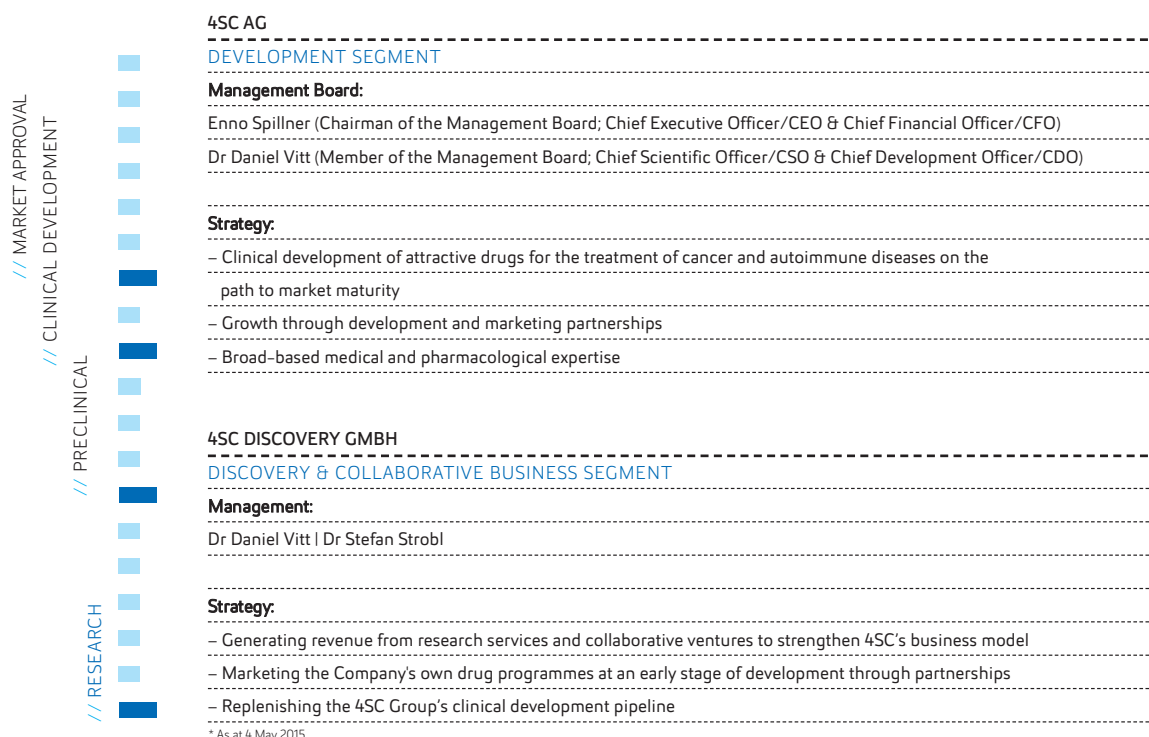 4SC AG
DEVELOPMENT SEGMENT
Management Board:
Enno Spillner (Chairman of the Management Board; Chief Executive Officer/CEO & Chief Financial Officer/CFO)
Dr Daniel Vitt (Member of the Management Board; Chief Scientific Officer/CSO & Chief Development Officer/CDO)
Strategy:
– Clinical development of attractive drugs for the treatment of cancer and autoimmune diseases on the
path to market maturity
– Growth through development and marketing partnerships
– Broad-based medical and pharmacological expertise
4SC DISCOVERY GMBH
DISCOVERY & COLLABORATIVE BUSINESS SEGMENT
Management:
Dr Daniel Vitt | Dr Stefan Strobl
Strategy:
– Generating revenue from research services and collaborative ventures to strengthen 4SC's business model
– Marketing the Company's own drug programmes at an early stage of development through partnerships
– Replenishing the 4SC Group's clinical development pipeline
* As at 4 May 2015
// MARKET APPROVAL
// CLINICAL DEVELOPMENT
// PRECLINICAL
// RESEARCH